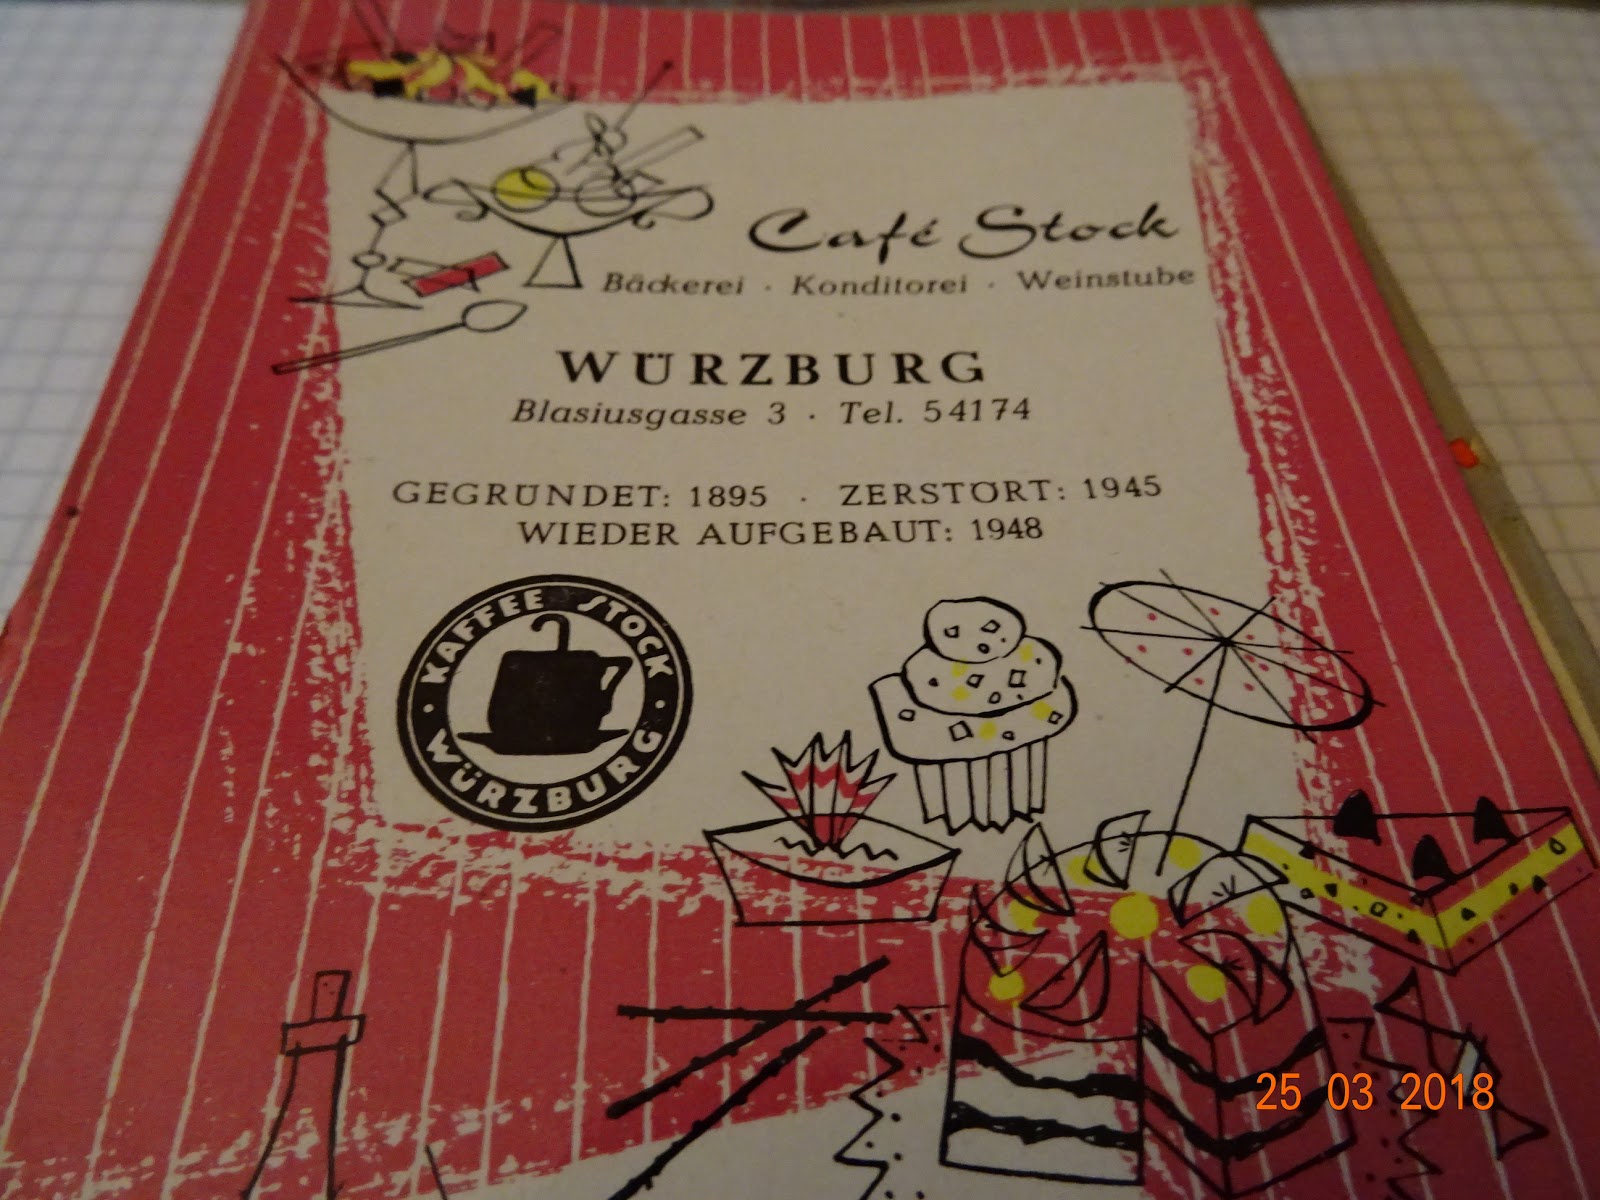 Café Stock
Bäckerei · Konditorei · Weinstube
WÜRZBURG
Blasiusgasse 3 · Tel. 54174
GEGRÜNDET: 1895 · ZERSTÖRT: 1945
WIEDER AUFGEBAUT: 1948
KAFFEE STOCK
· WÜRZBURG ·
25 03 2018